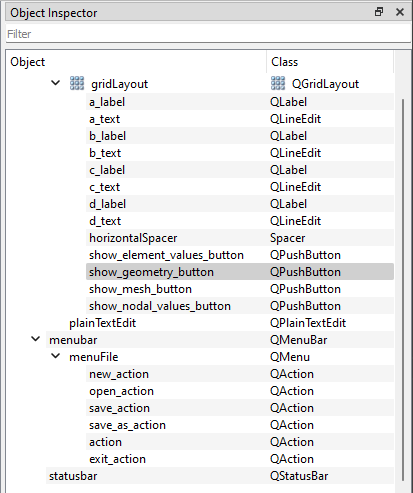 Object Inspector
Filter
Object Class
gridLayout QGridLayout
a_label QLabel
a_text QLineEdit
b_label QLabel
b_text QLineEdit
c_label QLabel
c_text QLineEdit
d_label QLabel
d_text QLineEdit
horizontalSpacer Spacer
show_element_values_button QPushButton
show_geometry_button QPushButton
show_mesh_button QPushButton
show_nodal_values_button QPushButton
plainTextEdit QPlainTextEdit
menubar QMenuBar
menuFile QMenu
new_action QAction
open_action QAction
save_action QAction
save_as_action QAction
action QAction
exit_action QAction
statusbar QStatusBar